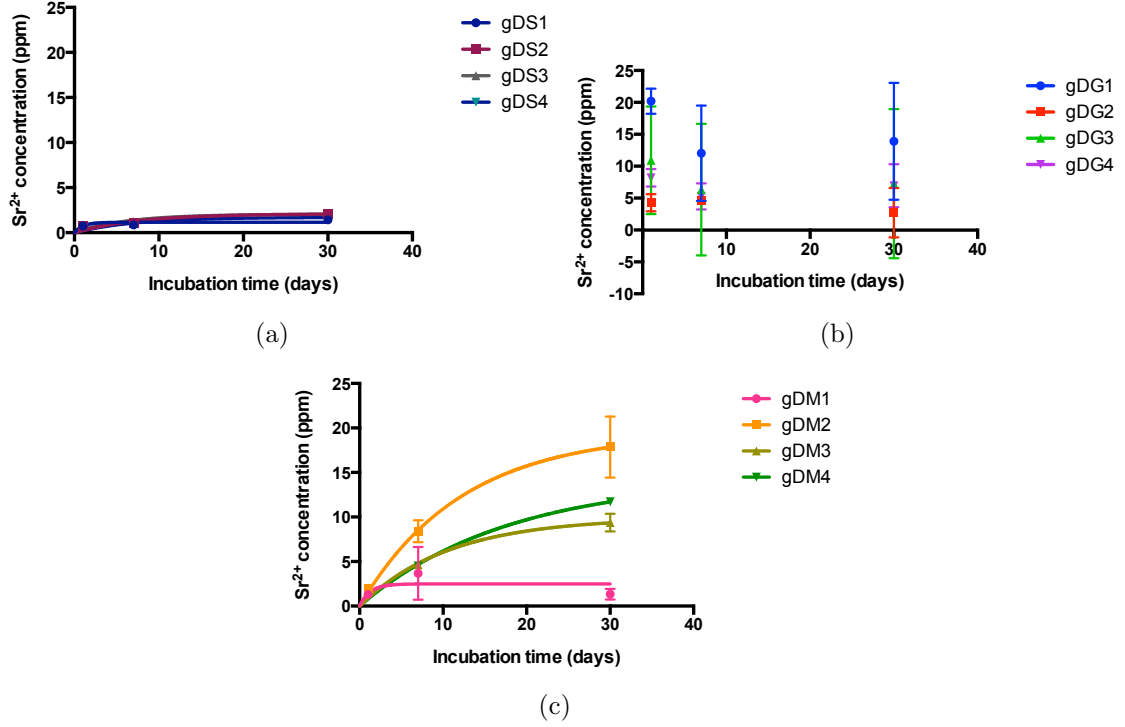 25
20
15
10
5
0
Sr2+ concentration (ppm)
0 10 20 30 40
Incubation time (days)
gDS1
gDS2
gDS3
gDS4
(a)
25
20
15
10
5
0
-5
-10
Sr2+ concentration (ppm)
10 20 30 40
Incubation time (days)
gDG1
gDG2
gDG3
gDG4
(b)
25
20
15
10
5
0
Sr2+ concentration (ppm)
0 10 20 30 40
Incubation time (days)
gDM1
gDM2
gDM3
gDM4
(c)